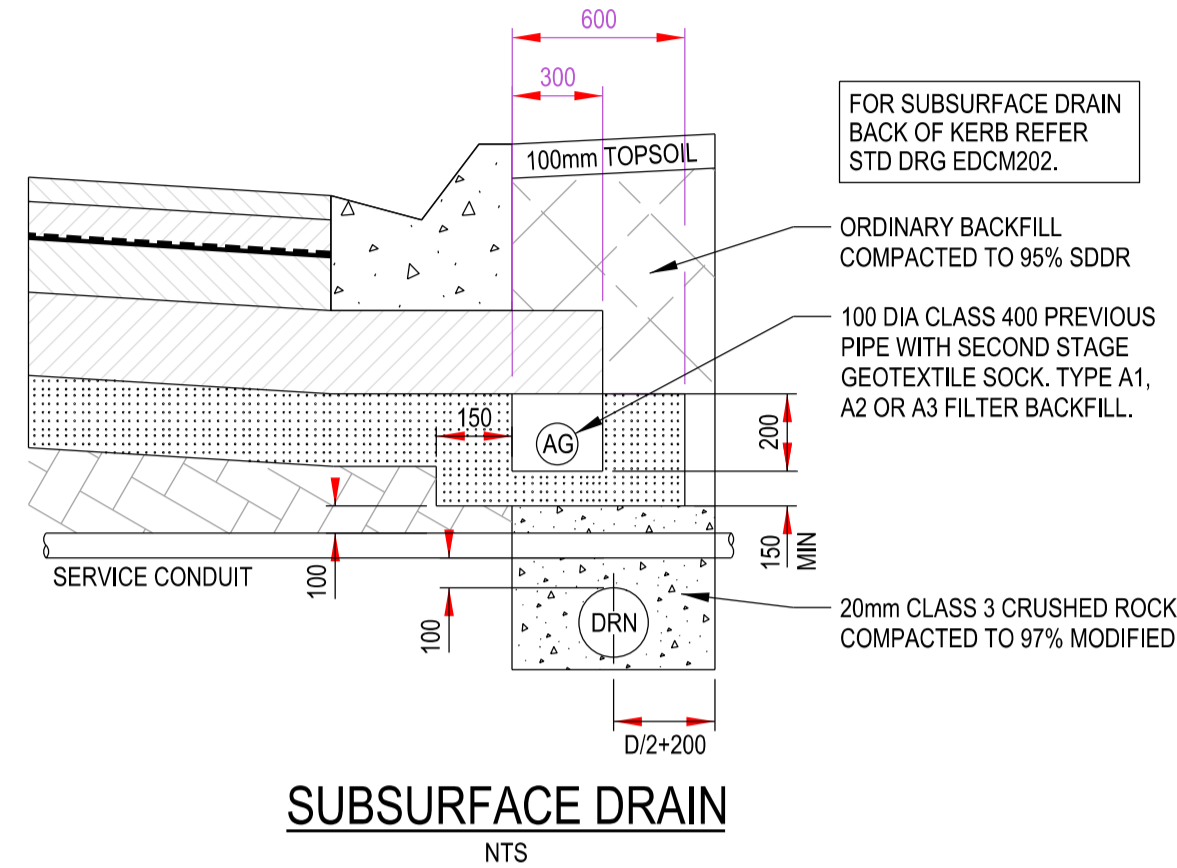 600
300
100mm TOPSOIL
FOR SUBSURFACE DRAIN
BACK OF KERB REFER
STD DRG EDCM202.
ORDINARY BACKFILL
COMPACTED TO 95% SDDR
100 DIA CLASS 400 PREVIOUS
PIPE WITH SECOND STAGE
GEOTEXTILE SOCK. TYPE A1,
A2 OR A3 FILTER BACKFILL.
150
AG
200
150
MIN
SERVICE CONDUIT
100
100
DRN
20mm CLASS 3 CRUSHED ROCK
COMPACTED TO 97% MODIFIED
D/2+200
SUBSURFACE DRAIN
NTS